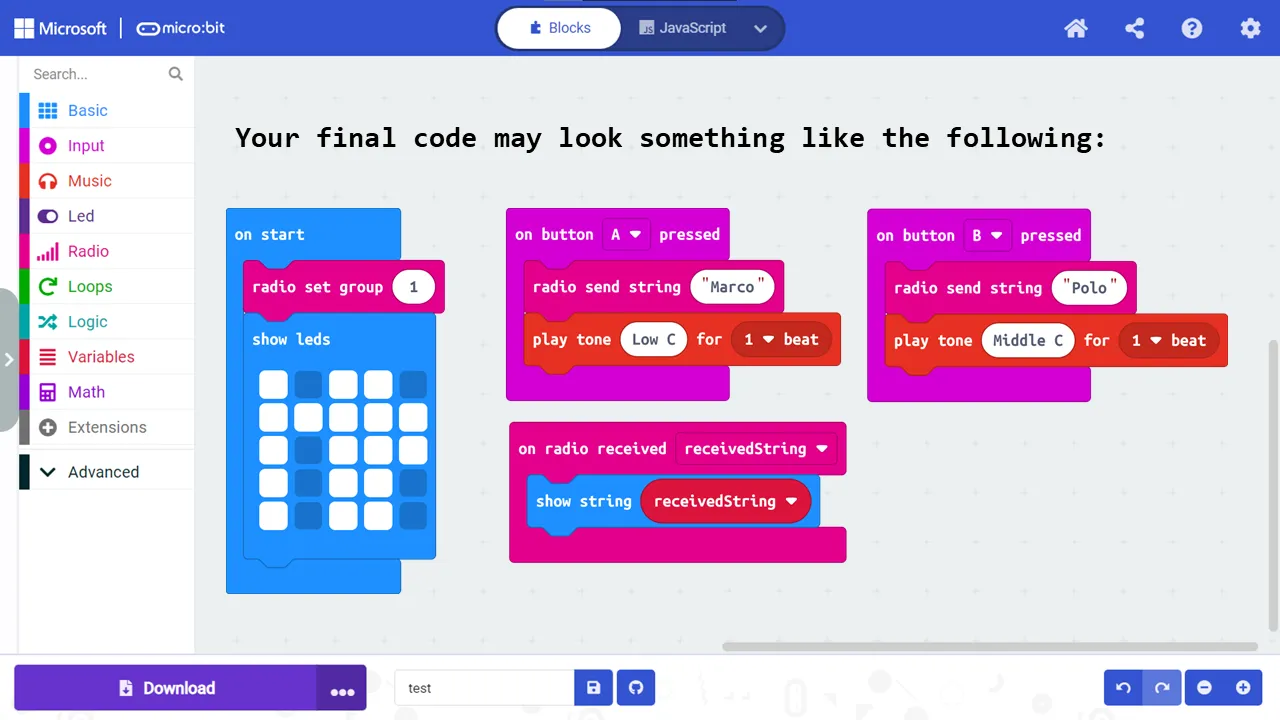 Microsoft | micro:bit
Blocks
JS JavaScript
Search...
Basic
Input
Music
Led
Radio
Loops
Logic
Variables
Math
Extensions
Advanced
Your final code may look something like the following:
on start
radio set group 1
show leds
on button A pressed
radio send string "Marco"
play tone Low C for 1 beat
on button B pressed
radio send string "Polo"
play tone Middle C for 1 beat
on radio received receivedString
show string receivedString
Download
...
test